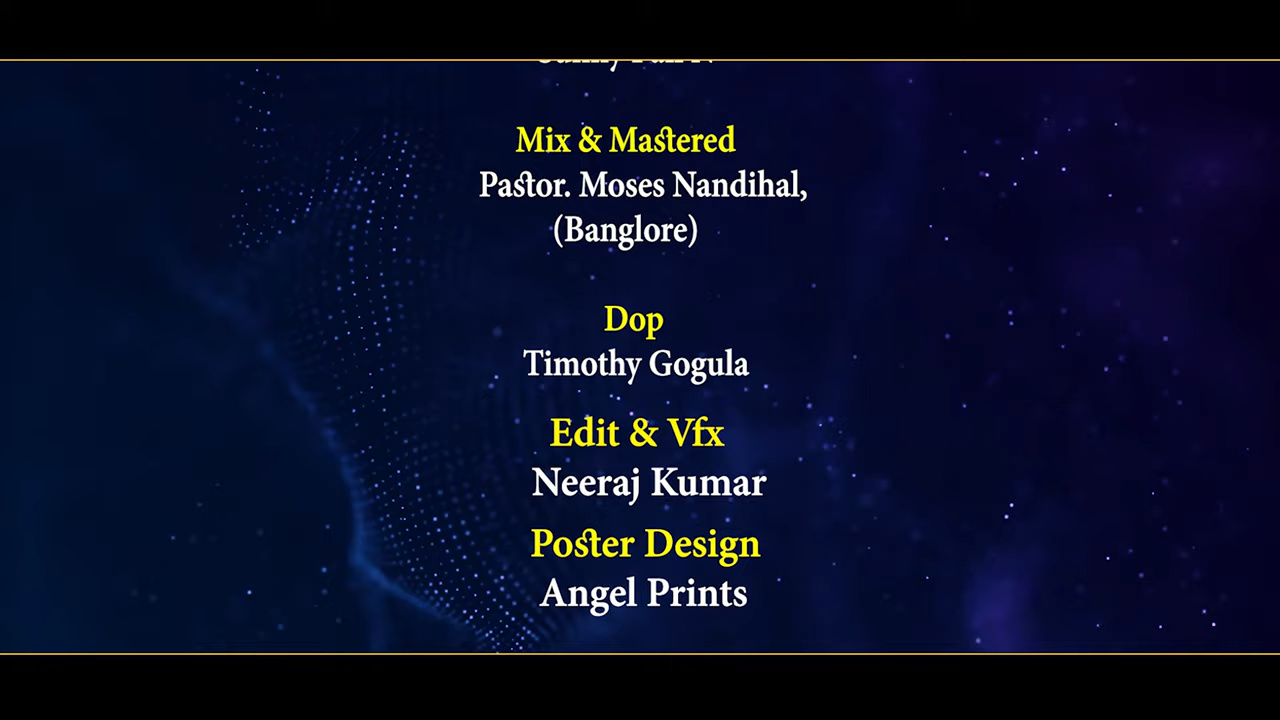 Mix & Mastered
Pastor. Moses Nandihal,
(Banglore)
Dop
Timothy Gogula
Edit & Vfx
Neeraj Kumar
Poster Design
Angel Prints